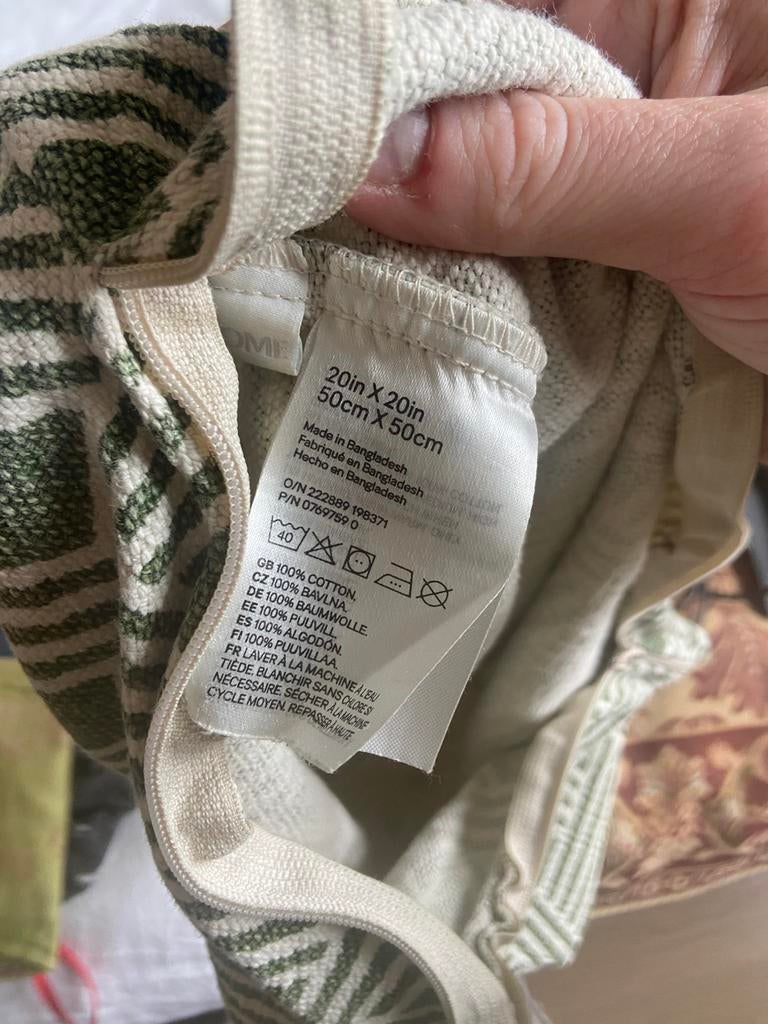 OME
20in X 20in
50cm X 50cm
Made in Bangladesh
Fabriqué en Bangladesh
Hecho en Bangladesh
O/N 222889 198371
P/N 0769759 0
40
GB 100% COTTON.
CZ 100% BAVLNA.
DE 100% BAUMWOLLE.
EE 100% PUUVILL.
ES 100% ALGODÓN.
FI 100% PUUVILLAA.
FR LAVER À LA MACHINE À L'EAU
TIÈDE. BLANCHIR SANS CHLORE SI
NÉCESSAIRE. SÉCHER À LA MACHINE
CYCLE MOYEN. REPASSER À HAUTE